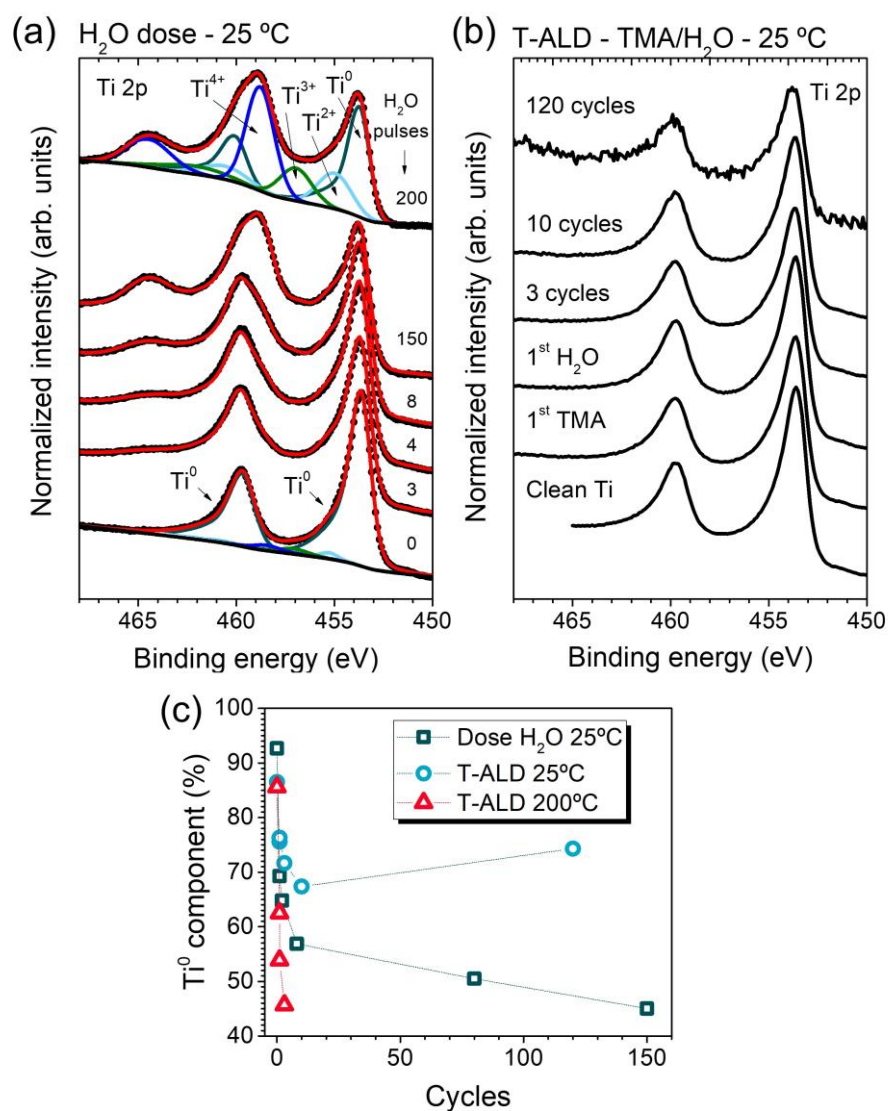 (a) H₂O dose - 25 ºC
Ti 2p
Ti⁴⁺
Ti³⁺
Ti²⁺
Ti⁰
H₂O
pulses
200
150
8
4
3
0
Ti⁰
Ti⁰
Normalized intensity (arb. units)
465 460 455 450
Binding energy (eV)
(b) T-ALD - TMA/H₂O - 25 ºC
Ti 2p
120 cycles
10 cycles
3 cycles
1ˢᵗ H₂O
1ˢᵗ TMA
Clean Ti
Normalized intensity (arb. units)
465 460 455 450
Binding energy (eV)
(c)
100
90
80
70
60
50
40
Ti⁰ component (%)
Dose H₂O 25ºC
T-ALD 25ºC
T-ALD 200ºC
0 50 100 150
Cycles